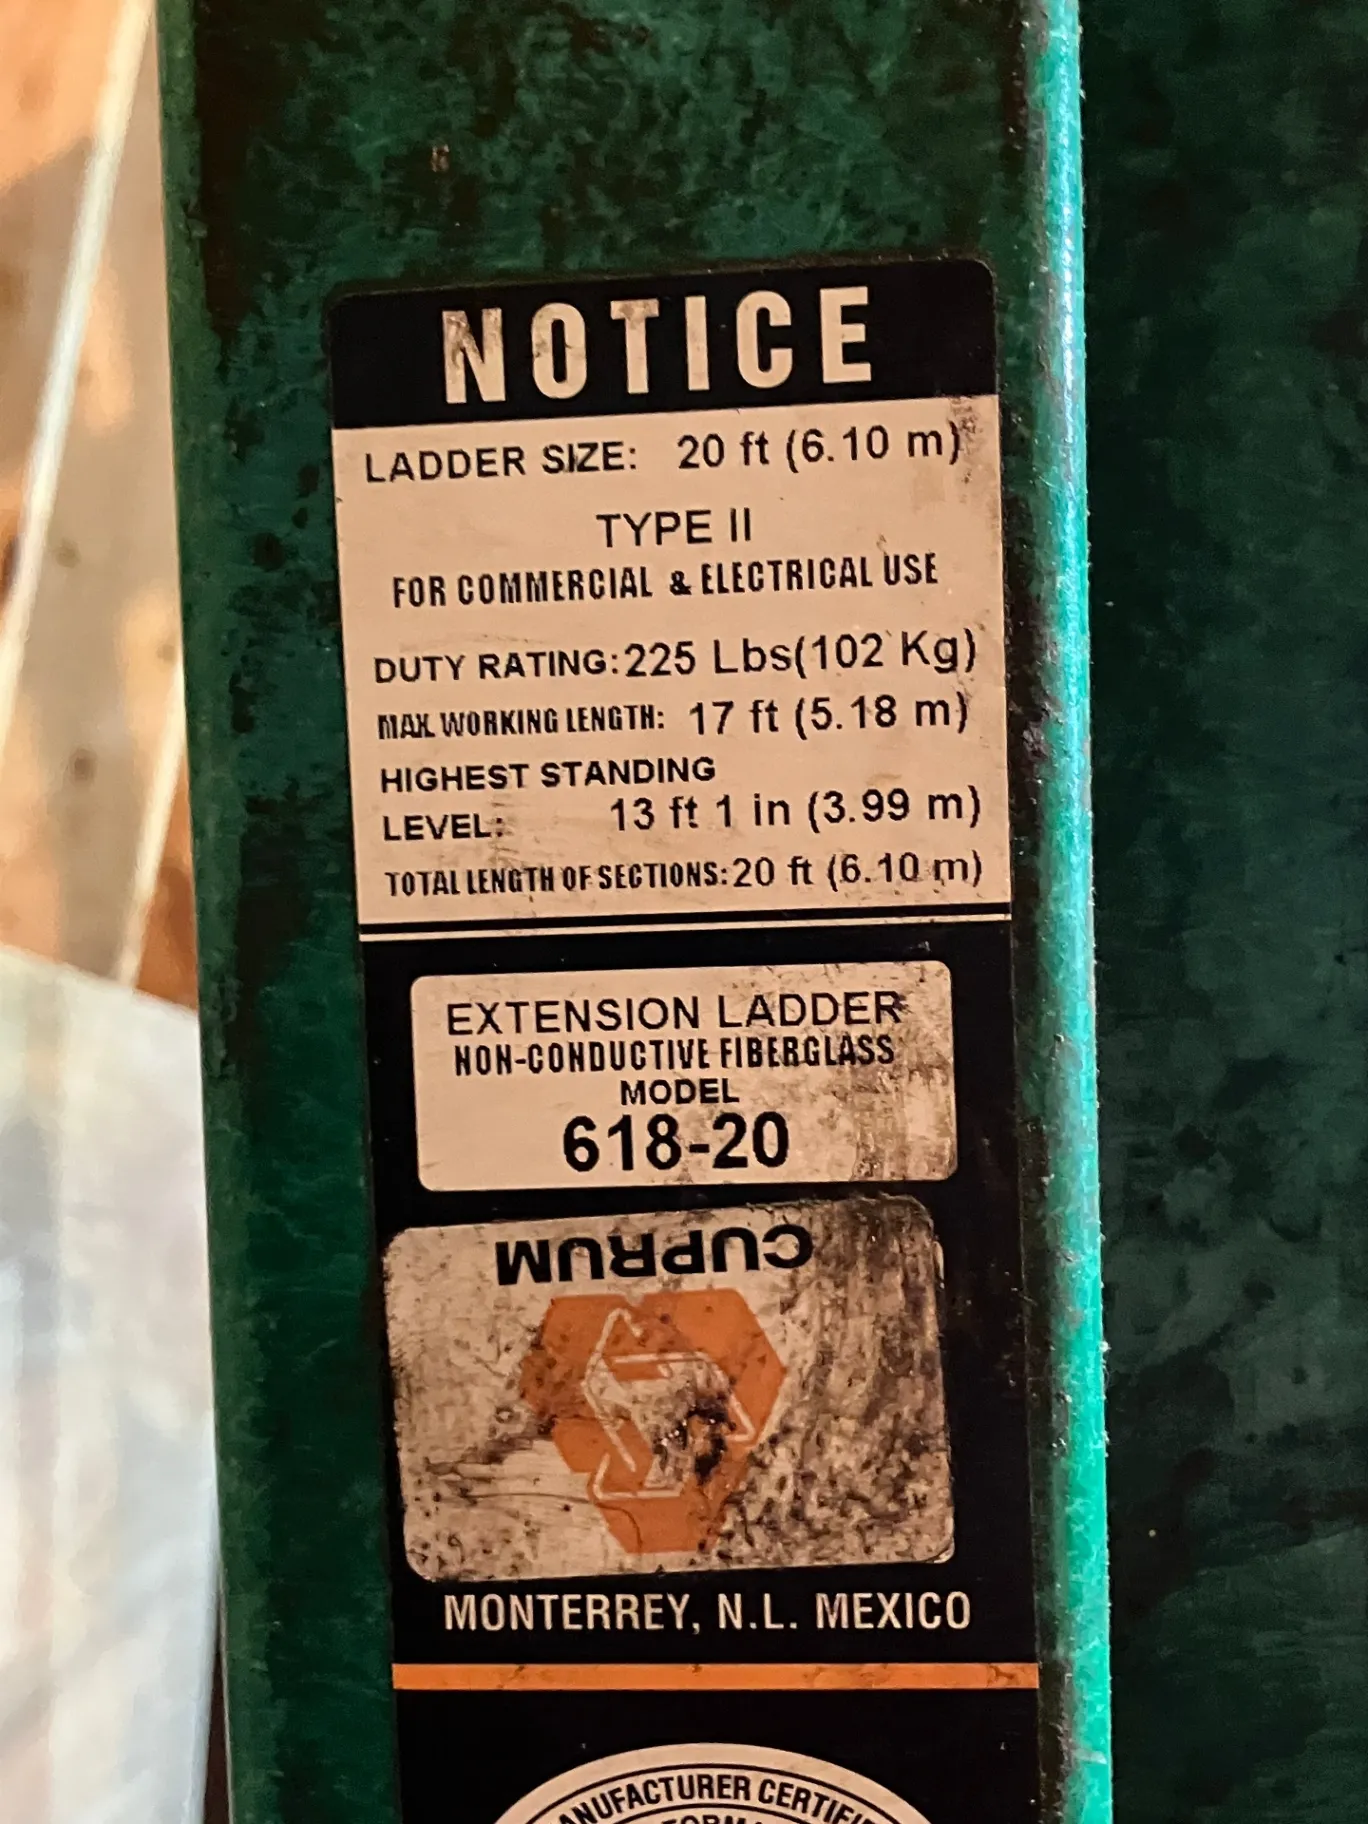 NOTICE
LADDER SIZE: 20 ft (6.10 m)
TYPE II
FOR COMMERCIAL & ELECTRICAL USE
DUTY RATING: 225 Lbs(102 Kg)
MAX. WORKING LENGTH: 17 ft (5.18 m)
HIGHEST STANDING
LEVEL: 13 ft 1 in (3.99 m)
TOTAL LENGTH OF SECTIONS: 20 ft (6.10 m)
EXTENSION LADDER
NON-CONDUCTIVE FIBERGLASS
MODEL
618-20
CUPRUM
MONTERREY, N.L. MEXICO
MANUFACTURER